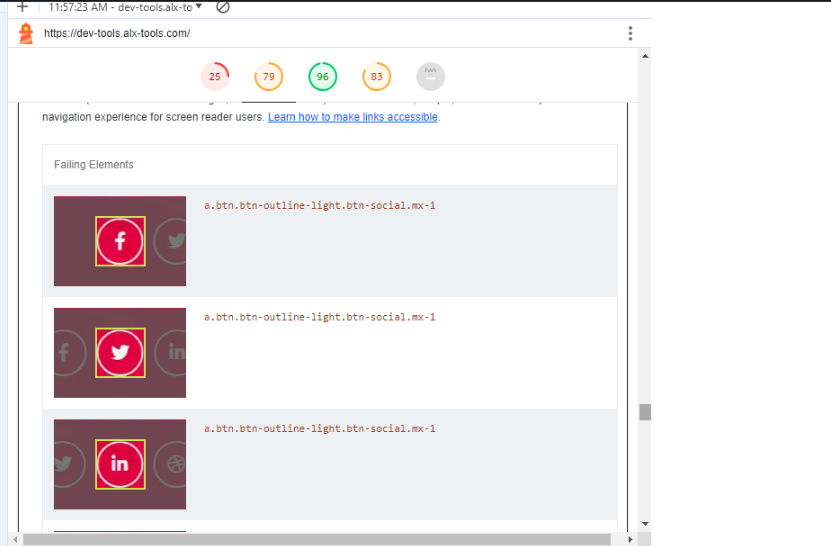 11:57:23 AM - dev-tools.alx-to
https://dev-tools.alx-tools.com/
25 79 96 83 PWA
navigation experience for screen reader users. Learn how to make links accessible.
Failing Elements
a.btn.btn-outline-light.btn-social.mx-1
f
a.btn.btn-outline-light.btn-social.mx-1
f in
a.btn.btn-outline-light.btn-social.mx-1
in